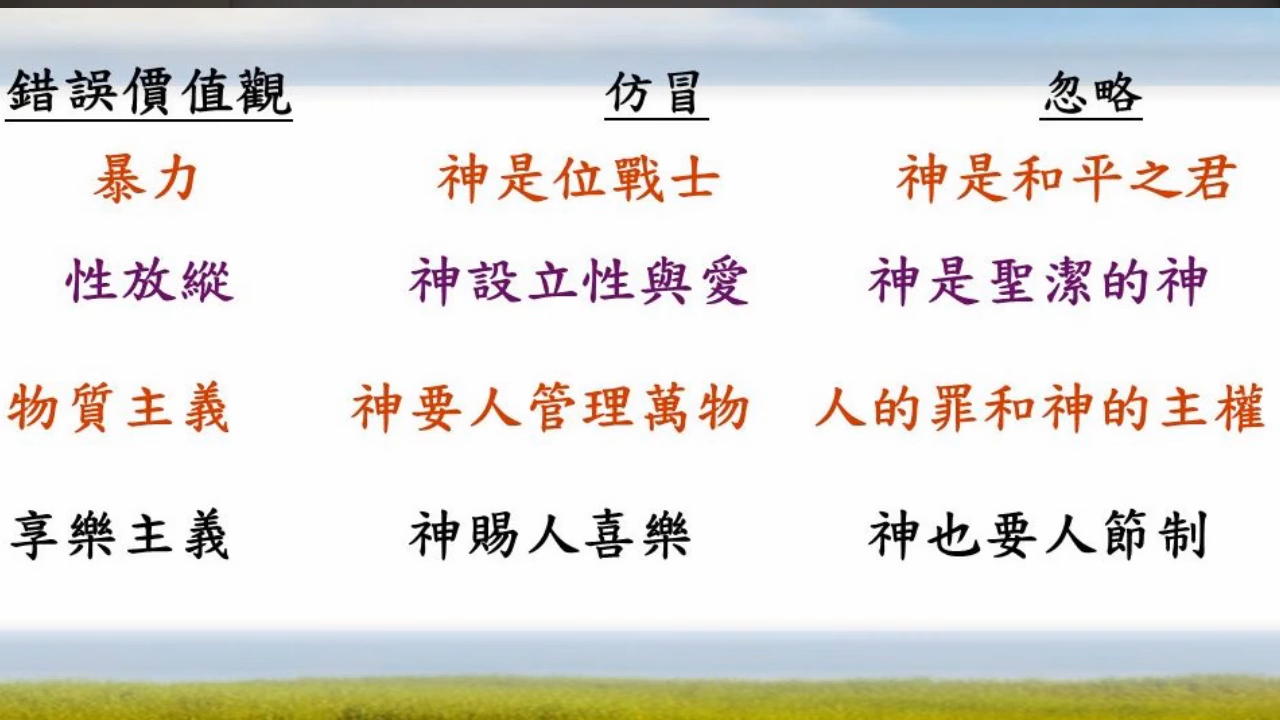 錯誤價值觀 仿冒 忽略
暴力 神是位戰士 神是和平之君
性放縱 神設立性與愛 神是聖潔的神
物質主義 神要人管理萬物 人的罪和神的主權
享樂主義 神賜人喜樂 神也要人節制